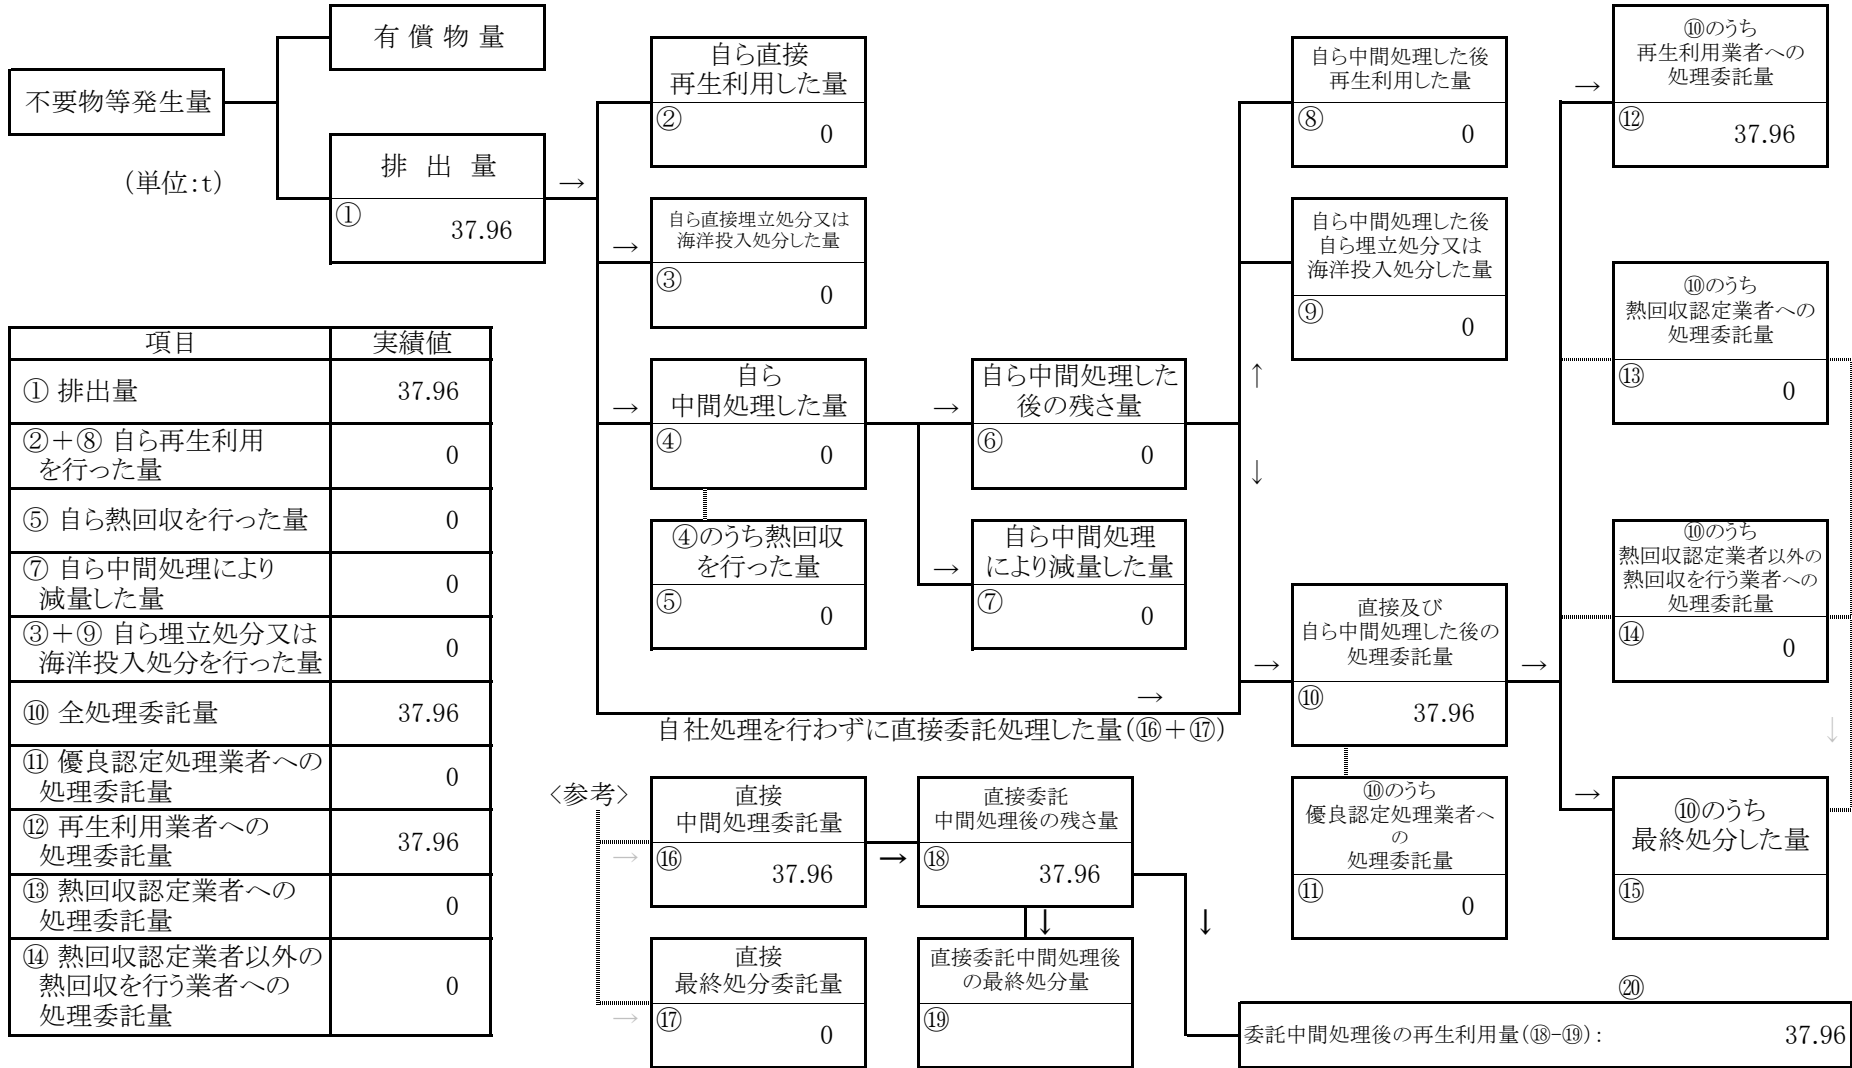 不要物等発生量
(単位:t)
有 償 物 量
排 出 量
①
37.96
→
自ら直接
再生利用した量
②
0
→
自ら直接埋立処分又は
海洋投入処分した量
③
0
→
自ら
中間処理した量
④
0
④のうち熱回収
を行った量
⑤
0
→
自ら中間処理した
後の残さ量
⑥
0
→
自ら中間処理
により減量した量
⑦
0
自ら中間処理した後
再生利用した量
⑧
0
自ら中間処理した後
自ら埋立処分又は
海洋投入処分した量
⑨
0
↑
↓
→
自社処理を行わずに直接委託処理した量(⑯+⑰)
→
直接及び
自ら中間処理した後の
処理委託量
⑩
37.96
→
⑩のうち
優良認定処理業者へ
の
処理委託量
⑪
0
→
⑩のうち
再生利用業者への
処理委託量
⑫
37.96
⑩のうち
熱回収認定業者への
処理委託量
⑬
0
⑩のうち
熱回収認定業者以外の
熱回収を行う業者への
処理委託量
⑭
0
↓
→
⑩のうち
最終処分した量
⑮
項目 実績値
① 排出量 37.96
②+⑧ 自ら再生利用
を行った量 0
⑤ 自ら熱回収を行った量 0
⑦ 自ら中間処理により
減量した量 0
③+⑨ 自ら埋立処分又は
海洋投入処分を行った量 0
⑩ 全処理委託量 37.96
⑪ 優良認定処理業者への
処理委託量 0
⑫ 再生利用業者への
処理委託量 37.96
⑬ 熱回収認定業者への
処理委託量 0
⑭ 熱回収認定業者以外の
熱回収を行う業者への
処理委託量 0
<参考>
→
直接
中間処理委託量
⑯
37.96
→
直接委託
中間処理後の残さ量
⑱
37.96
↓
↓
→
直接
最終処分委託量
⑰
0
直接委託中間処理後
の最終処分量
⑲
⑳
委託中間処理後の再生利用量(⑱-⑲): 37.96